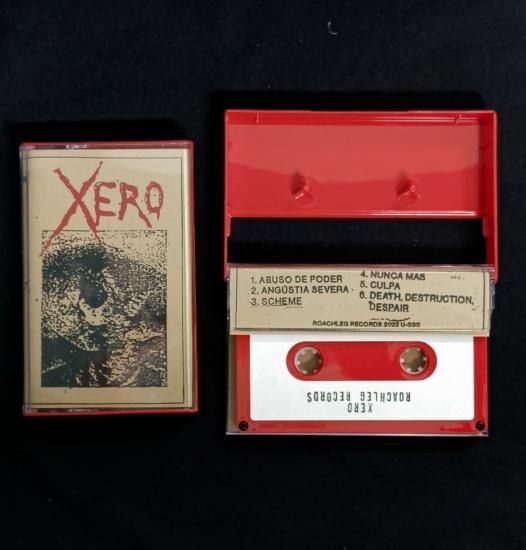 XERO
1. ABUSO DE PODER
2. ANGÚSTIA SEVERA
3. SCHEME
4. NUNCA MAS
5. CULPA
6. DEATH, DESTRUCTION,
DESPAIR
ROACHLEG RECORDS 2022 U-030
XERO
ROACHLEG RECORDS